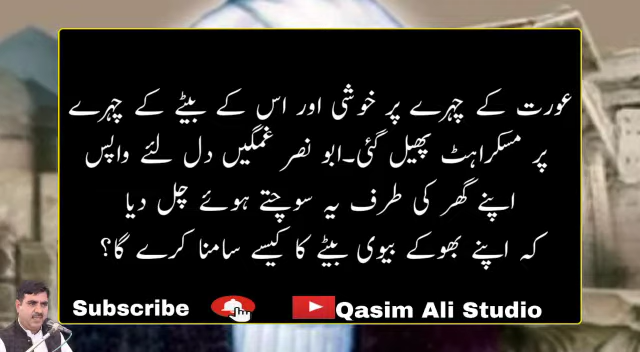 عورت کے چہرے پر خوشی اور اس کے بیٹے کے چہرے
پر مسکراہٹ پھیل گئی۔ابو نصر غمگیں دل لئے واپس
اپنے گھر کی طرف یہ سوچتے ہوئے چل دیا
کہ اپنے بھوکے بیوی بیٹے کا کیسے سامنا کرے گا؟
Subscribe Qasim Ali Studio